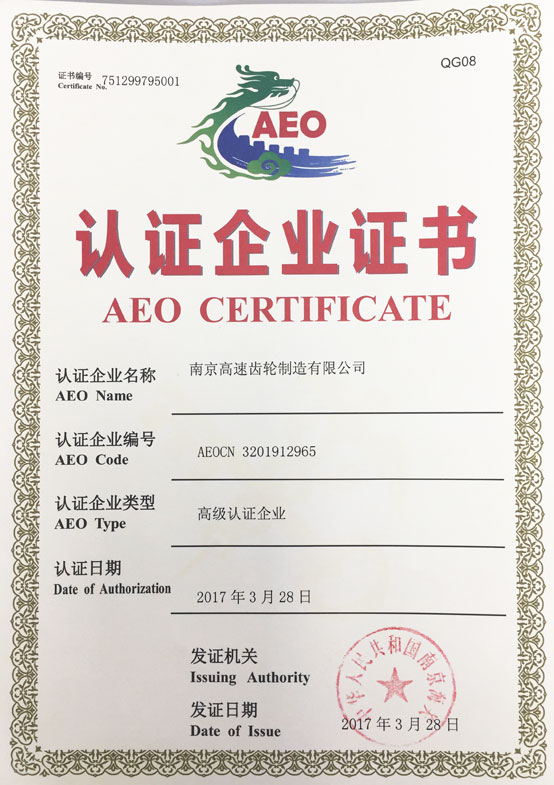 证书编号
Certificate No. 751299795001
QG08
AEO
认证企业证书
AEO CERTIFICATE
认证企业名称
AEO Name
南京高速齿轮制造有限公司
认证企业编号
AEO Code
AEOCN 3201912965
认证企业类型
AEO Type
高级认证企业
认证日期
Date of Authorization
2017 年 3 月 28 日
发证机关
Issuing Authority
中华人民共和国南京海关
发证日期
Date of Issue
2017 年 3 月 28 日